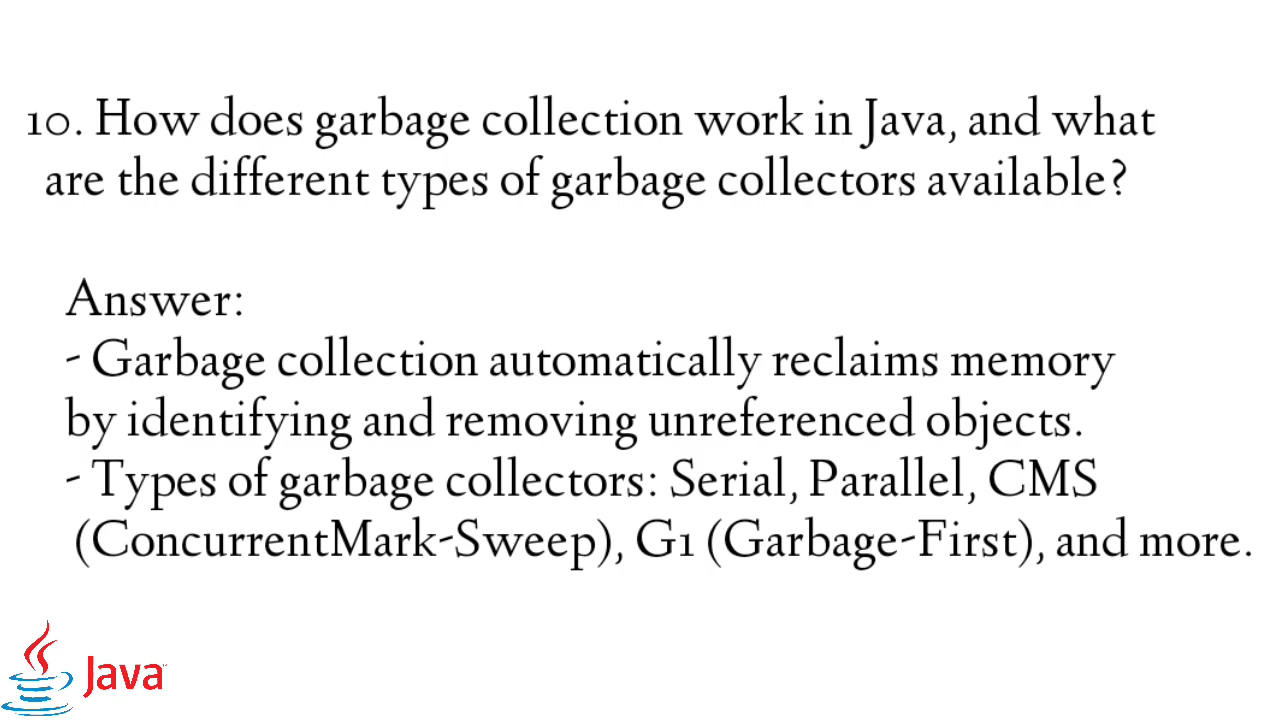 10. How does garbage collection work in Java, and what
are the different types of garbage collectors available?
Answer:
- Garbage collection automatically reclaims memory
by identifying and removing unreferenced objects.
- Types of garbage collectors: Serial, Parallel, CMS
(ConcurrentMark-Sweep), G1 (Garbage-First), and more.
Java